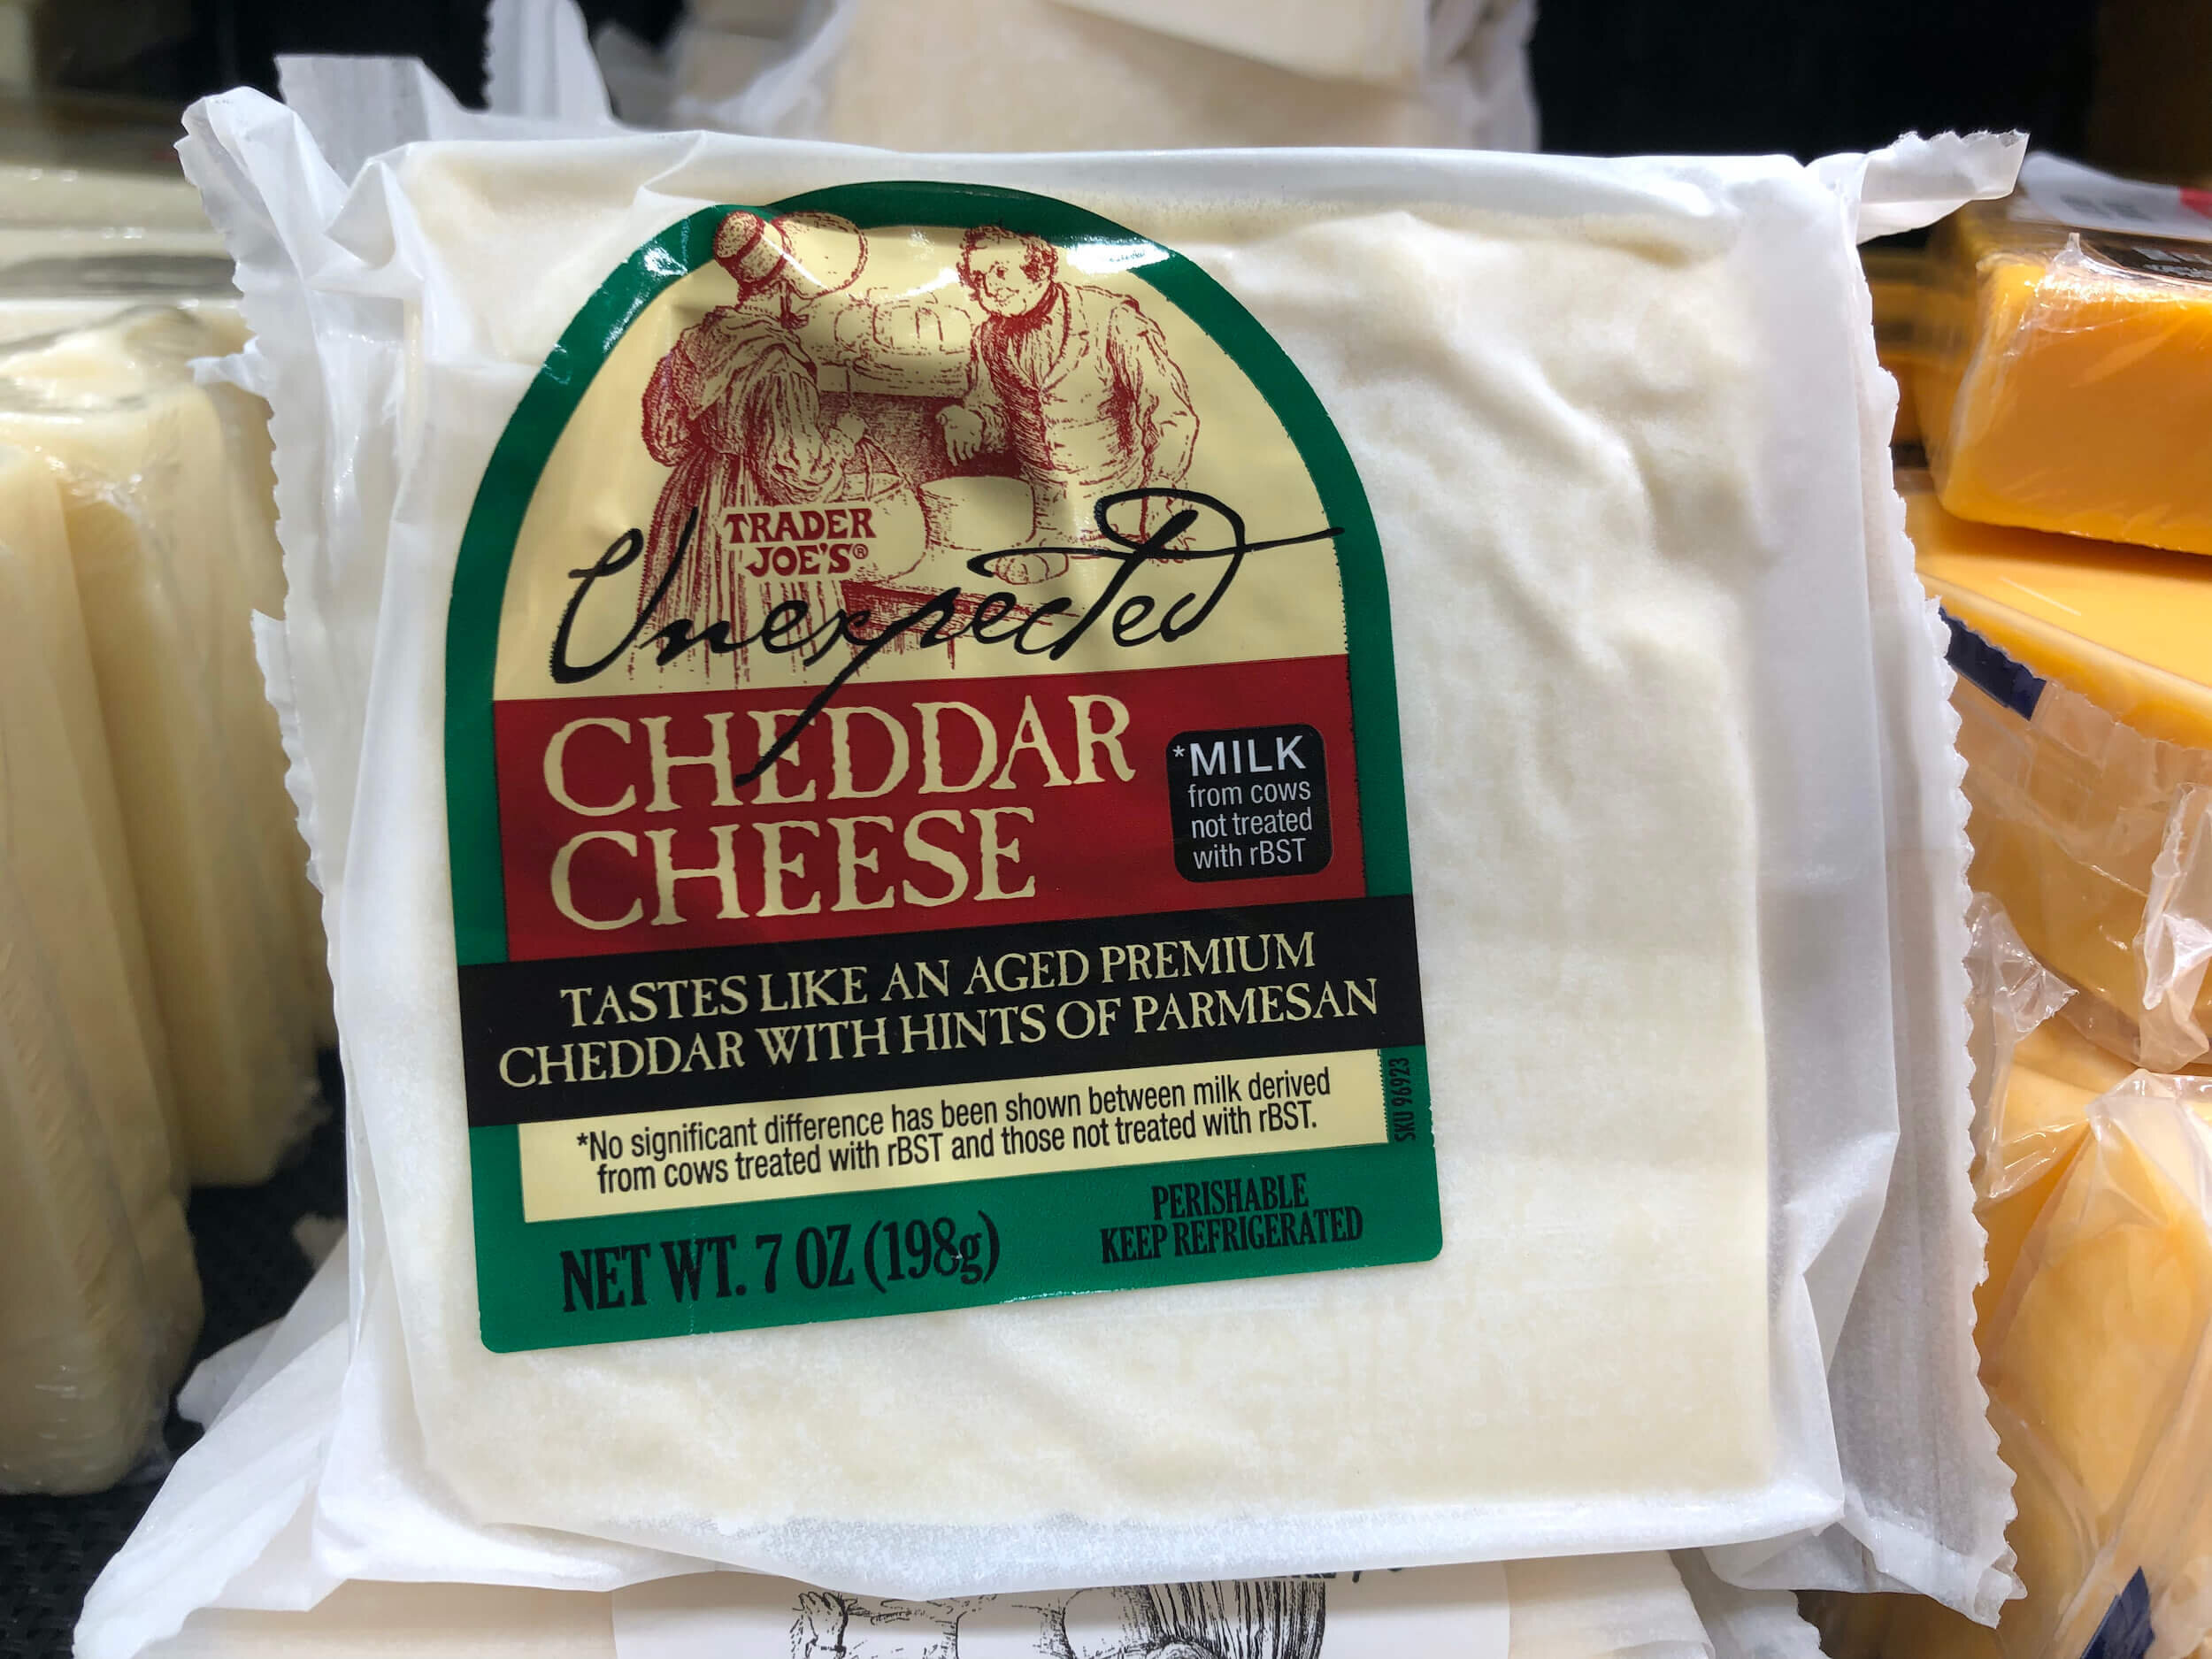 TRADER
JOE'S®
Unexpected
CHEDDAR
CHEESE
*MILK
from cows
not treated
with rBST
TASTES LIKE AN AGED PREMIUM
CHEDDAR WITH HINTS OF PARMESAN
*No significant difference has been shown between milk derived
from cows treated with rBST and those not treated with rBST.
SKU 96923
NET WT. 7 OZ (198g)
PERISHABLE
KEEP REFRIGERATED